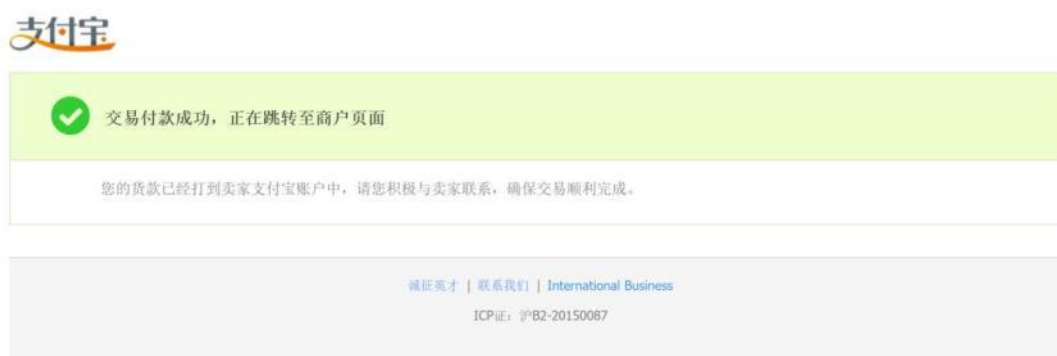 支付宝
交易付款成功，正在跳转至商户页面
您的货款已经打到卖家支付宝账户中，请您积极与卖家联系，确保交易顺利完成。
诚征英才 | 联系我们 | International Business
ICP证：沪B2-20150087